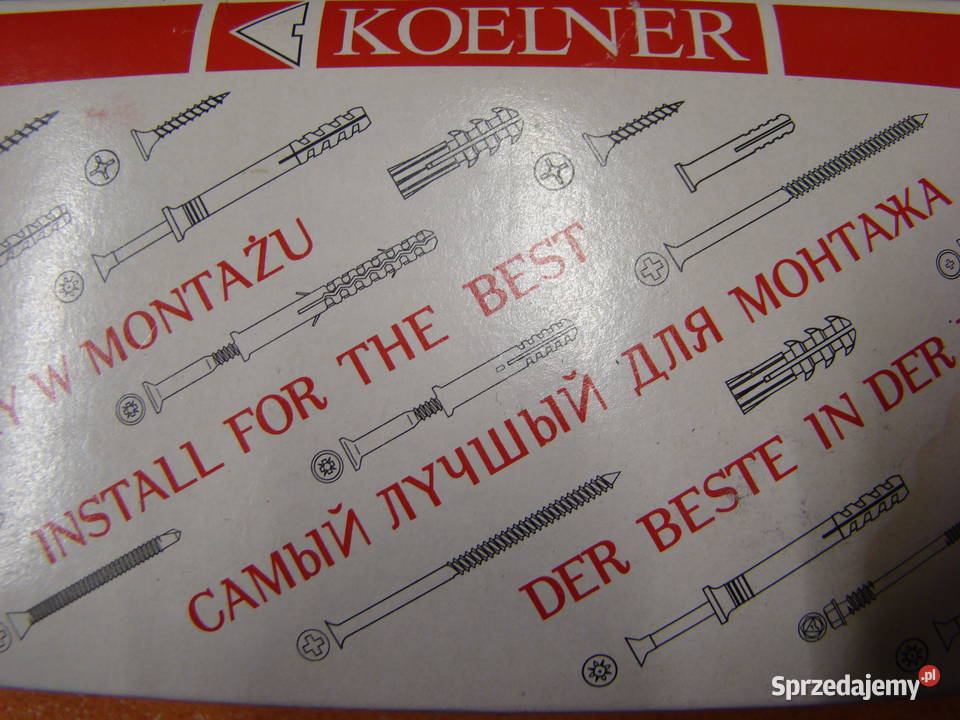 KOELNER
W MONTAŻU
INSTALL FOR THE BEST
САМЫЙ ЛУЧШЫЙ ДЛЯ МОНТАЖА
DER BESTE IN DER
Sprzedajemy.pl